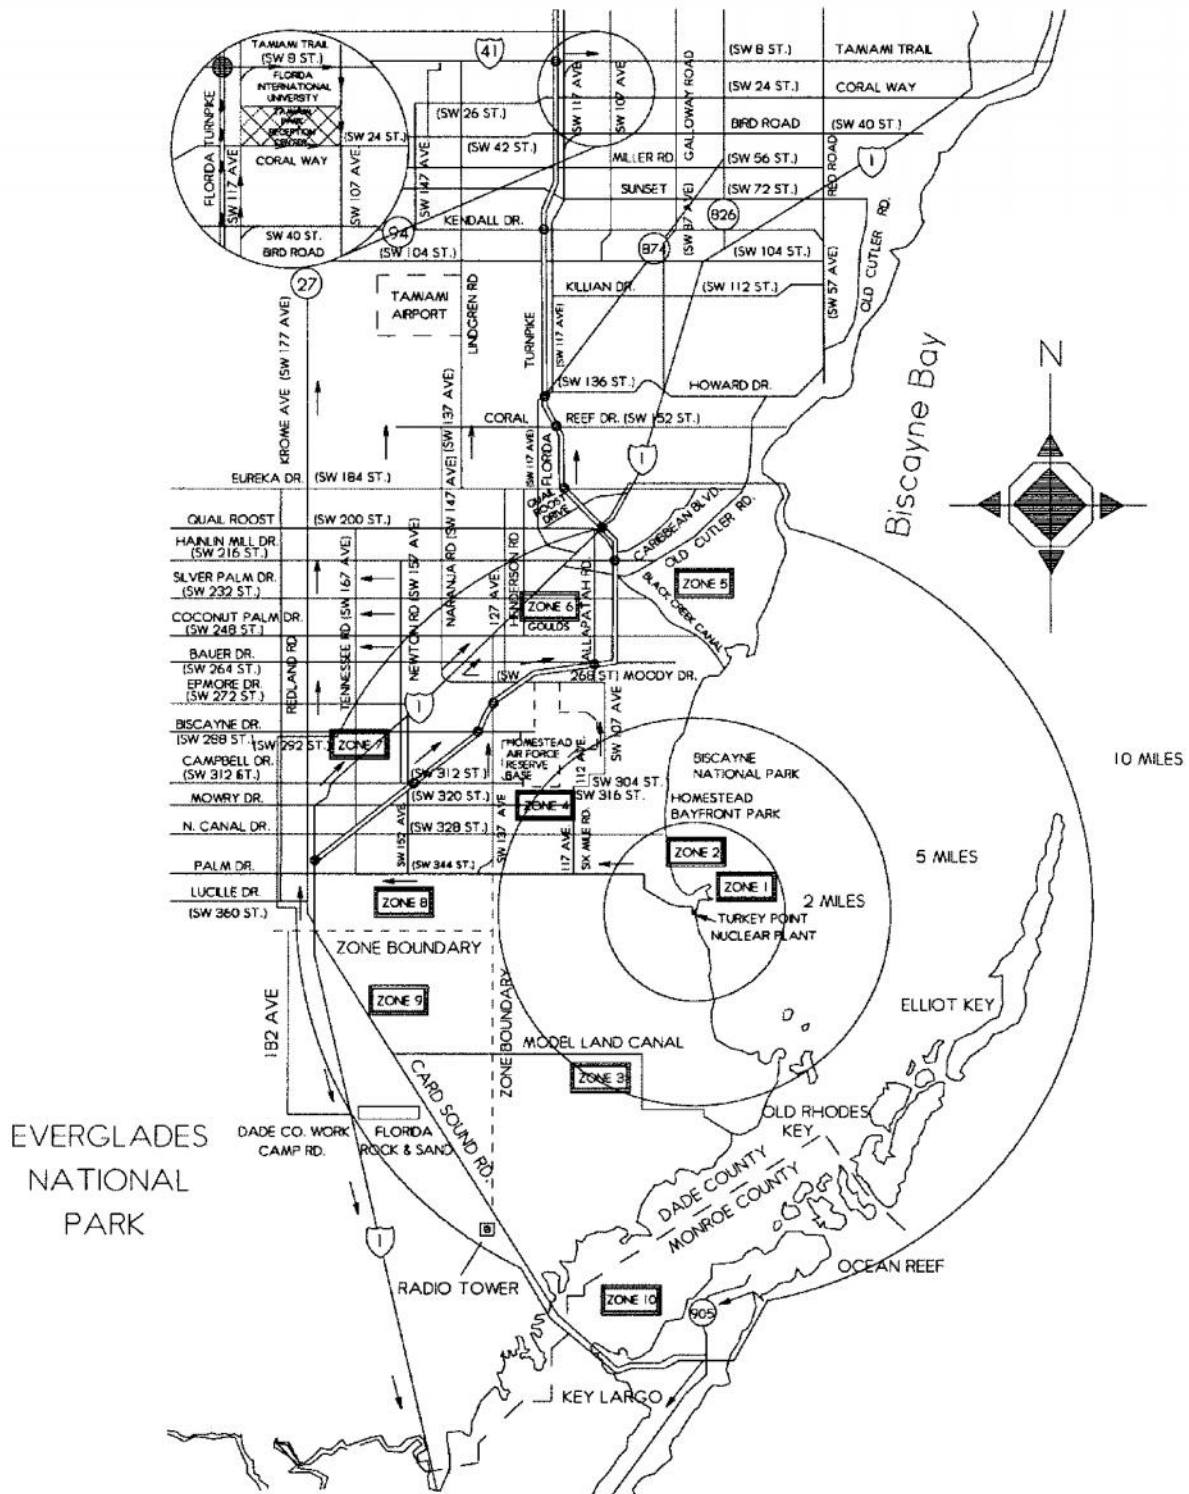 TAMIAMI TRAIL
(SW 8 ST.)
FLORIDA
INTERNATIONAL
UNIVERSITY
TAMIAMI
PARK
RECEPTION
CENTER
(SW 24 ST.)
CORAL WAY
FLORIDA TURNPIKE
SW 117 AVE
SW 107 AVE
SW 40 ST.
BIRD ROAD
41
SW 117 AVE
SW 107 AVE
GALLOWAY ROAD
(SW 8 ST.)
TAMIAMI TRAIL
(SW 24 ST.)
CORAL WAY
(SW 26 ST.)
BIRD ROAD
(SW 40 ST.)
(SW 42 ST.)
SW 147 AVE
MILLER RD.
(SW 56 ST.)
RED ROAD
1
SUNSET
(SW 72 ST.)
(SW 87 AVE)
826
KENDALL DR.
94
874
(SW 104 ST.)
(SW 104 ST.)
OLD CUTLER RD.
(SW 57 AVE)
27
TAMIAMI
AIRPORT
LINDGREN RD
KILLIAN DR.
(SW 112 ST.)
KROME AVE (SW 177 AVE)
TURNPIKE
(SW 117 AVE)
(SW 136 ST.)
HOWARD DR.
Biscayne Bay
N
CORAL
REEF DR. (SW 152 ST.)
(SW 117 AVE)
FLORIDA
1
EUREKA DR.
(SW 184 ST.)
QUAIL
ROOST
DRIVE
QUAIL ROOST
(SW 200 ST.)
HAINLIN MILL DR.
(SW 216 ST.)
SILVER PALM DR.
(SW 232 ST.)
COCONUT PALM DR.
(SW 248 ST.)
BAUER DR.
(SW 264 ST.)
EPMORE DR.
(SW 272 ST.)
BISCAYNE DR.
(SW 288 ST.)
(SW 292 ST.)
CAMPBELL DR.
(SW 312 ST.)
MOWRY DR.
N. CANAL DR.
PALM DR.
LUCILLE DR.
(SW 360 ST.)
REDLAND RD
TENNESSEE RD (SW 167 AVE)
NEWTON RD (SW 157 AVE)
NARANJA RD (SW 147 AVE)
(SW 137 AVE)
127 AVE
HENDERSON RD
ALLAPATAH RD
CARIBBEAN BLVD.
OLD CUTLER RD.
BLACK CREEK CANAL
ZONE 5
ZONE 6
GOULDS
(SW 268 ST) MOODY DR.
1
ZONE 7
HOMESTEAD
AIR FORCE
RESERVE
BASE
112 AVE.
SW 107 AVE
(SW 312 ST.)
SW 304 ST.
SW 316 ST.
(SW 320 ST.)
ZONE 4
(SW 328 ST.)
SW 152 AVE
SW 137 AVE
117 AVE
SIX MILE RD.
(SW 344 ST.)
BISCAYNE
NATIONAL PARK
HOMESTEAD
BAYFRONT PARK
10 MILES
5 MILES
ZONE 2
ZONE 1
2 MILES
TURKEY POINT
NUCLEAR PLANT
ZONE 8
ZONE BOUNDARY
ZONE 9
ZONE BOUNDARY
182 AVE
ELLIOT KEY
MODEL LAND CANAL
ZONE 3
CARD SOUND RD.
OLD RHODES
KEY
EVERGLADES
NATIONAL
PARK
DADE CO. WORK
CAMP RD.
FLORIDA
ROCK & SAND
DADE COUNTY
MONROE COUNTY
1
RADIO TOWER
OCEAN REEF
ZONE 10
905
KEY LARGO